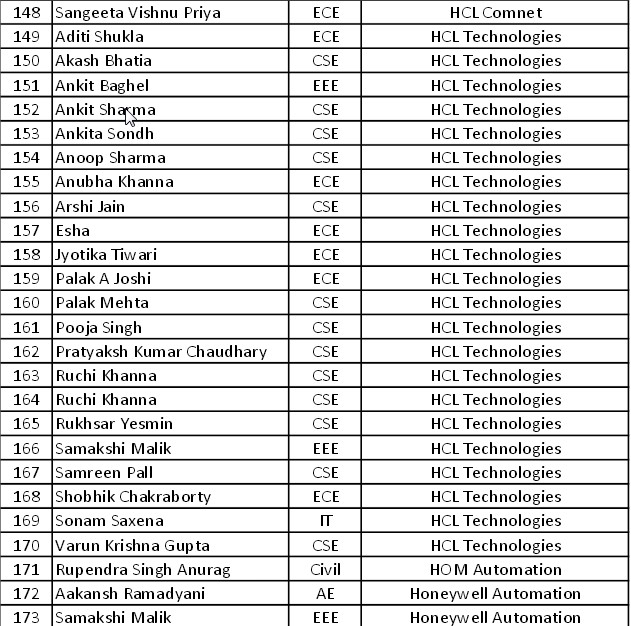 148 Sangeeta Vishnu Priya ECE HCL Comnet
149 Aditi Shukla ECE HCL Technologies
150 Akash Bhatia CSE HCL Technologies
151 Ankit Baghel EEE HCL Technologies
152 Ankit Sharma CSE HCL Technologies
153 Ankita Sondh CSE HCL Technologies
154 Anoop Sharma CSE HCL Technologies
155 Anubha Khanna ECE HCL Technologies
156 Arshi Jain CSE HCL Technologies
157 Esha ECE HCL Technologies
158 Jyotika Tiwari ECE HCL Technologies
159 Palak A Joshi ECE HCL Technologies
160 Palak Mehta CSE HCL Technologies
161 Pooja Singh CSE HCL Technologies
162 Pratyaksh Kumar Chaudhary CSE HCL Technologies
163 Ruchi Khanna CSE HCL Technologies
164 Ruchi Khanna CSE HCL Technologies
165 Rukhsar Yesmin CSE HCL Technologies
166 Samakshi Malik EEE HCL Technologies
167 Samreen Pall CSE HCL Technologies
168 Shobhik Chakraborty ECE HCL Technologies
169 Sonam Saxena IT HCL Technologies
170 Varun Krishna Gupta CSE HCL Technologies
171 Rupendra Singh Anurag Civil HOM Automation
172 Aakansh Ramadyani AE Honeywell Automation
173 Samakshi Malik EEE Honeywell Automation